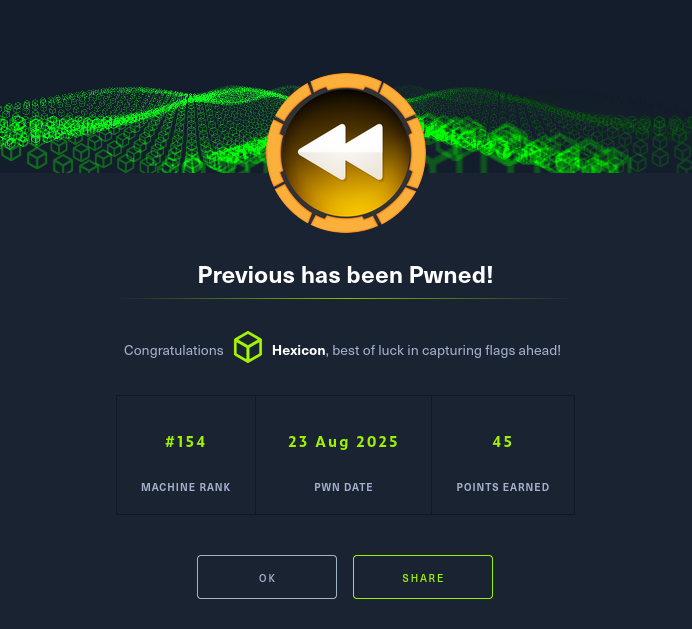 Previous has been Pwned!
Congratulations Hexicon, best of luck in capturing flags ahead!
#154 23 Aug 2025 45
MACHINE RANK PWN DATE POINTS EARNED
OK SHARE